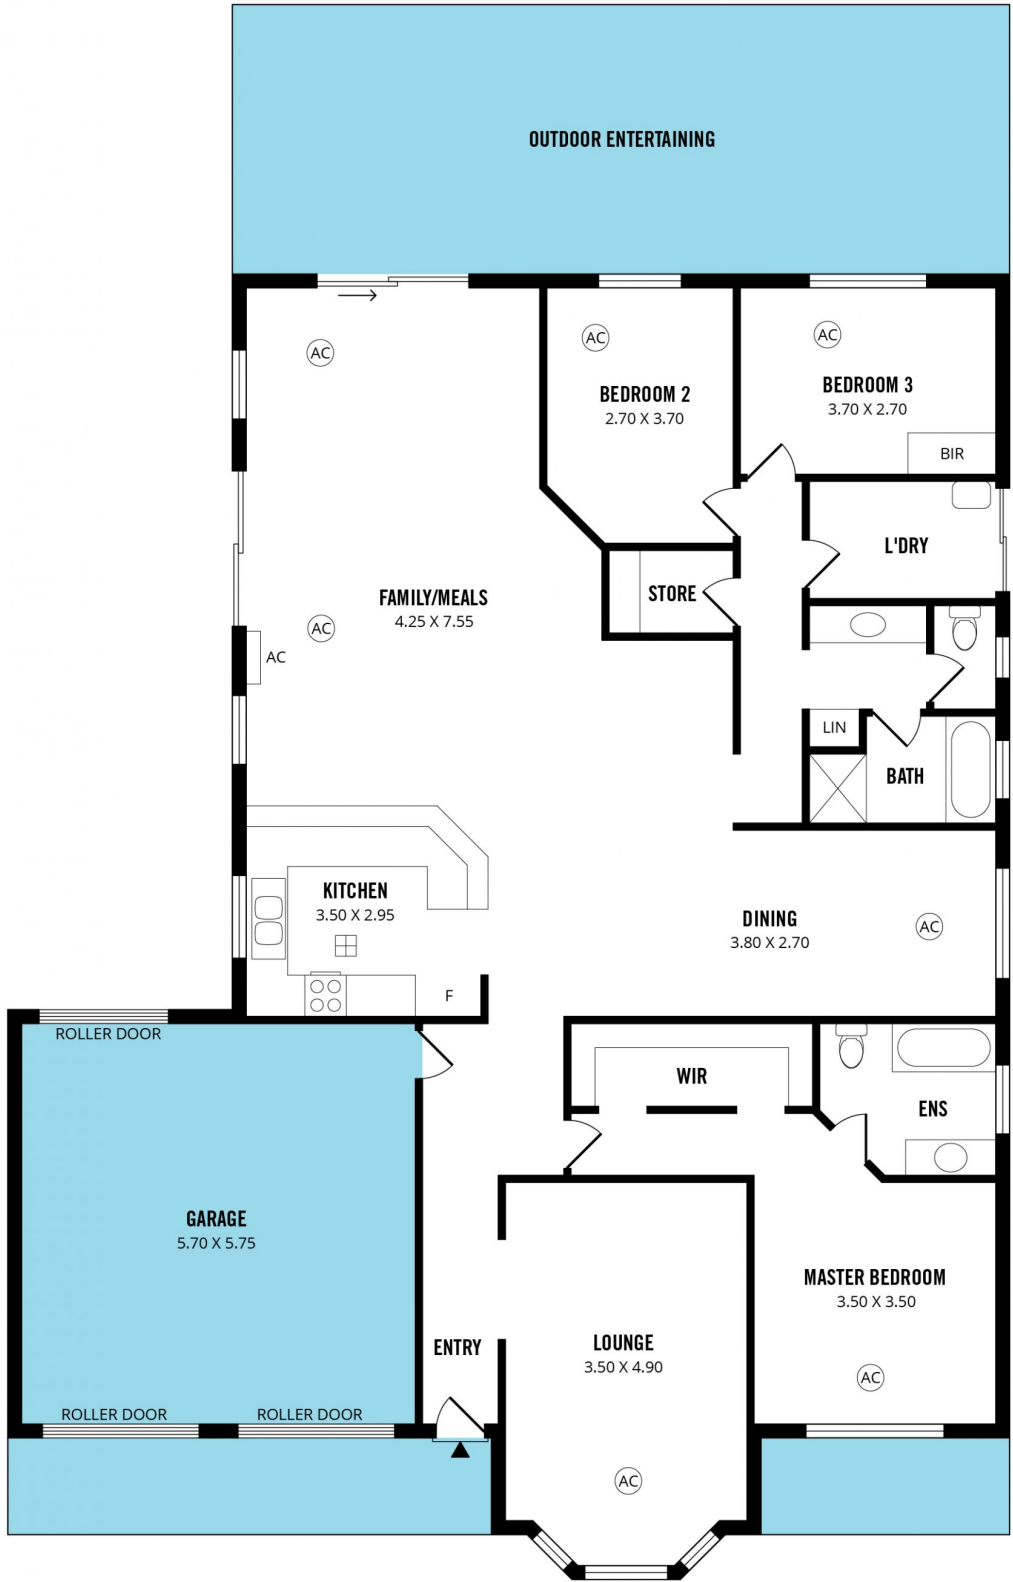 OUTDOOR ENTERTAINING
AC
AC
AC
BEDROOM 2
2.70 X 3.70
BEDROOM 3
3.70 X 2.70
BIR
L'DRY
STORE
FAMILY/MEALS
4.25 X 7.55
AC
AC
LIN
BATH
KITCHEN
3.50 X 2.95
F
DINING
3.80 X 2.70
AC
ROLLER DOOR
WIR
ENS
GARAGE
5.70 X 5.75
MASTER BEDROOM
3.50 X 3.50
AC
ENTRY
LOUNGE
3.50 X 4.90
ROLLER DOOR
ROLLER DOOR
AC